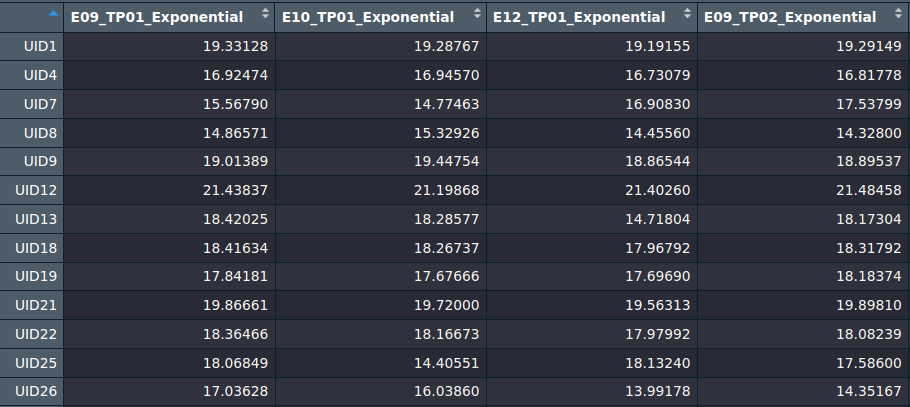 E09_TP01_Exponential E10_TP01_Exponential E12_TP01_Exponential E09_TP02_Exponential
UID1 19.33128 19.28767 19.19155 19.29149
UID4 16.92474 16.94570 16.73079 16.81778
UID7 15.56790 14.77463 16.90830 17.53799
UID8 14.86571 15.32926 14.45560 14.32800
UID9 19.01389 19.44754 18.86544 18.89537
UID12 21.43837 21.19868 21.40260 21.48458
UID13 18.42025 18.28577 14.71804 18.17304
UID18 18.41634 18.26737 17.96792 18.31792
UID19 17.84181 17.67666 17.69690 18.18374
UID21 19.86661 19.72000 19.56313 19.89810
UID22 18.36466 18.16673 17.97992 18.08239
UID25 18.06849 14.40551 18.13240 17.58600
UID26 17.03628 16.03860 13.99178 14.35167